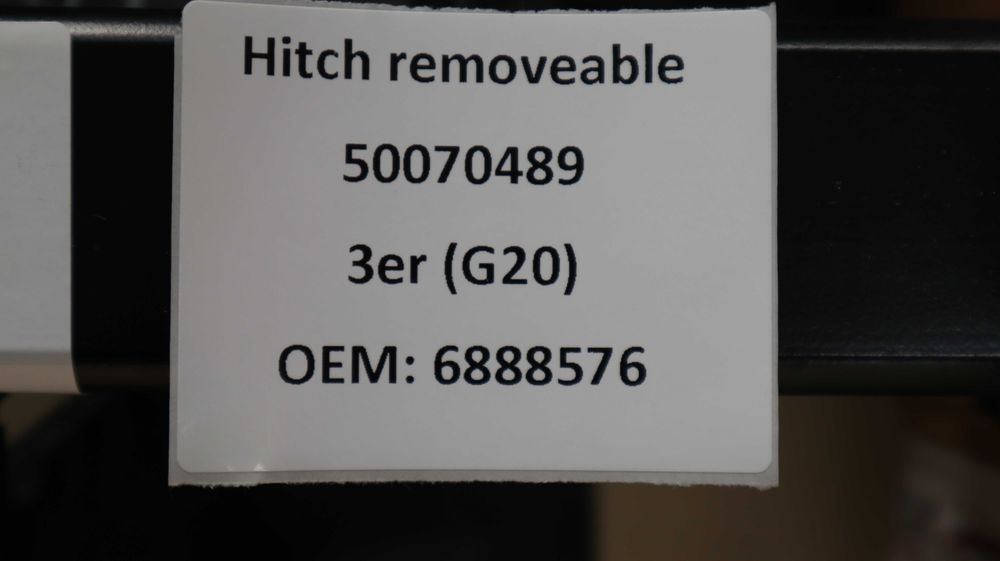 Hitch removeable
50070489
3er (G20)
OEM: 6888576